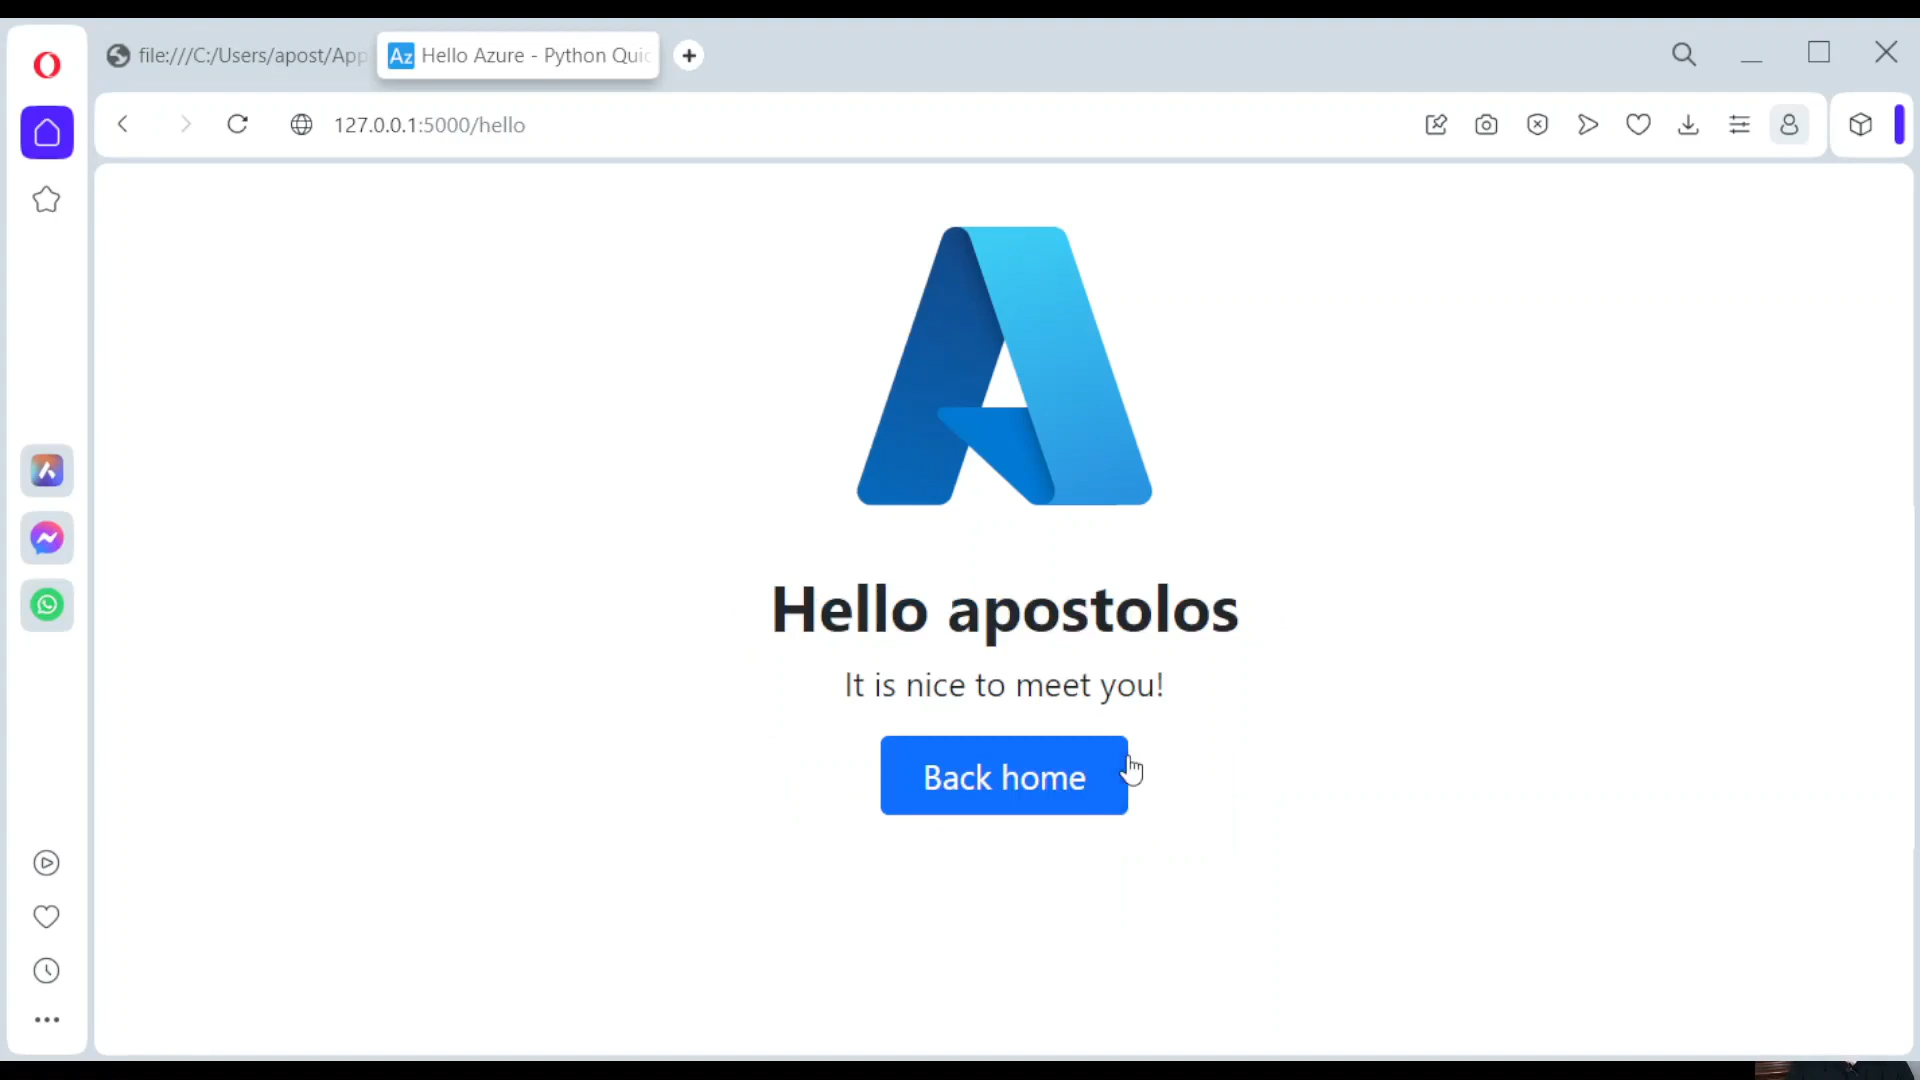 file:///C:/Users/apost/App
Az Hello Azure - Python Quic
127.0.0.1:5000/hello
Hello apostolos
It is nice to meet you!
Back home